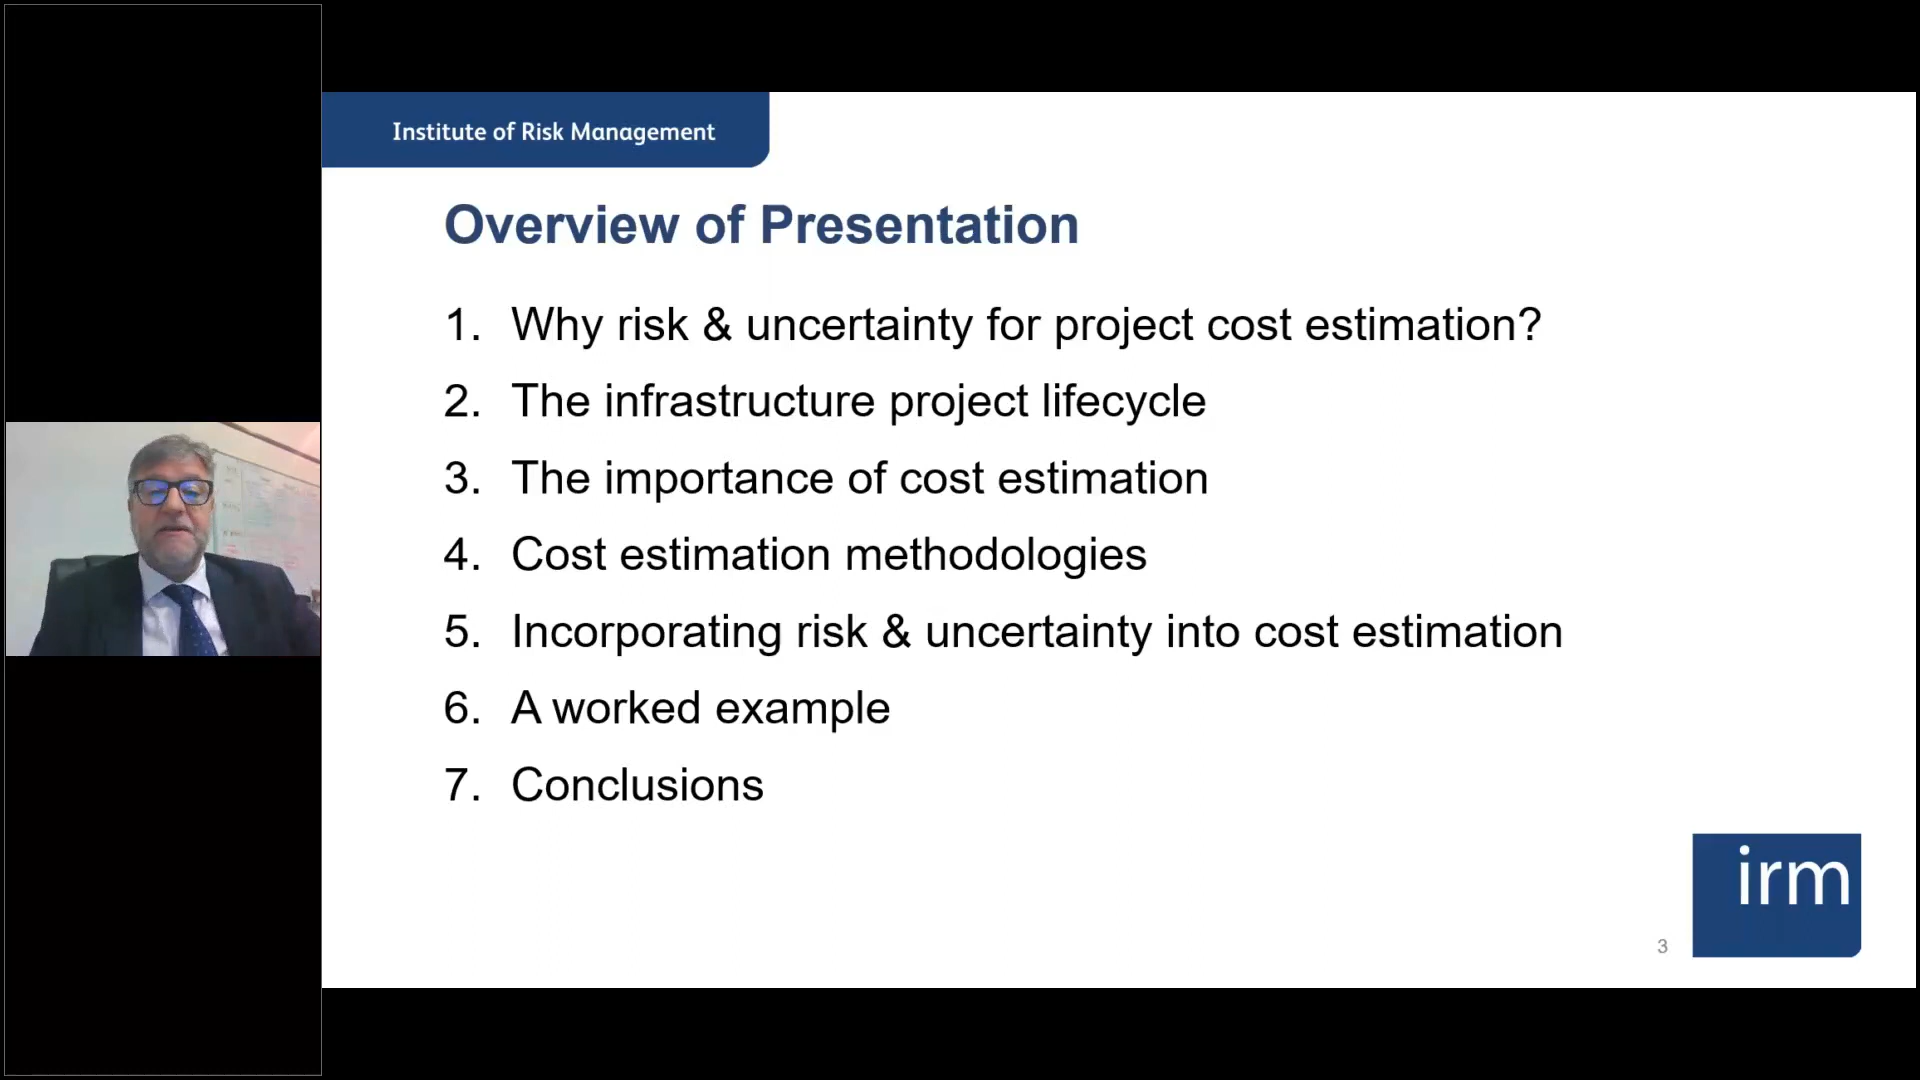 Institute of Risk Management
Overview of Presentation
1. Why risk & uncertainty for project cost estimation?
2. The infrastructure project lifecycle
3. The importance of cost estimation
4. Cost estimation methodologies
5. Incorporating risk & uncertainty into cost estimation
6. A worked example
7. Conclusions
irm
3